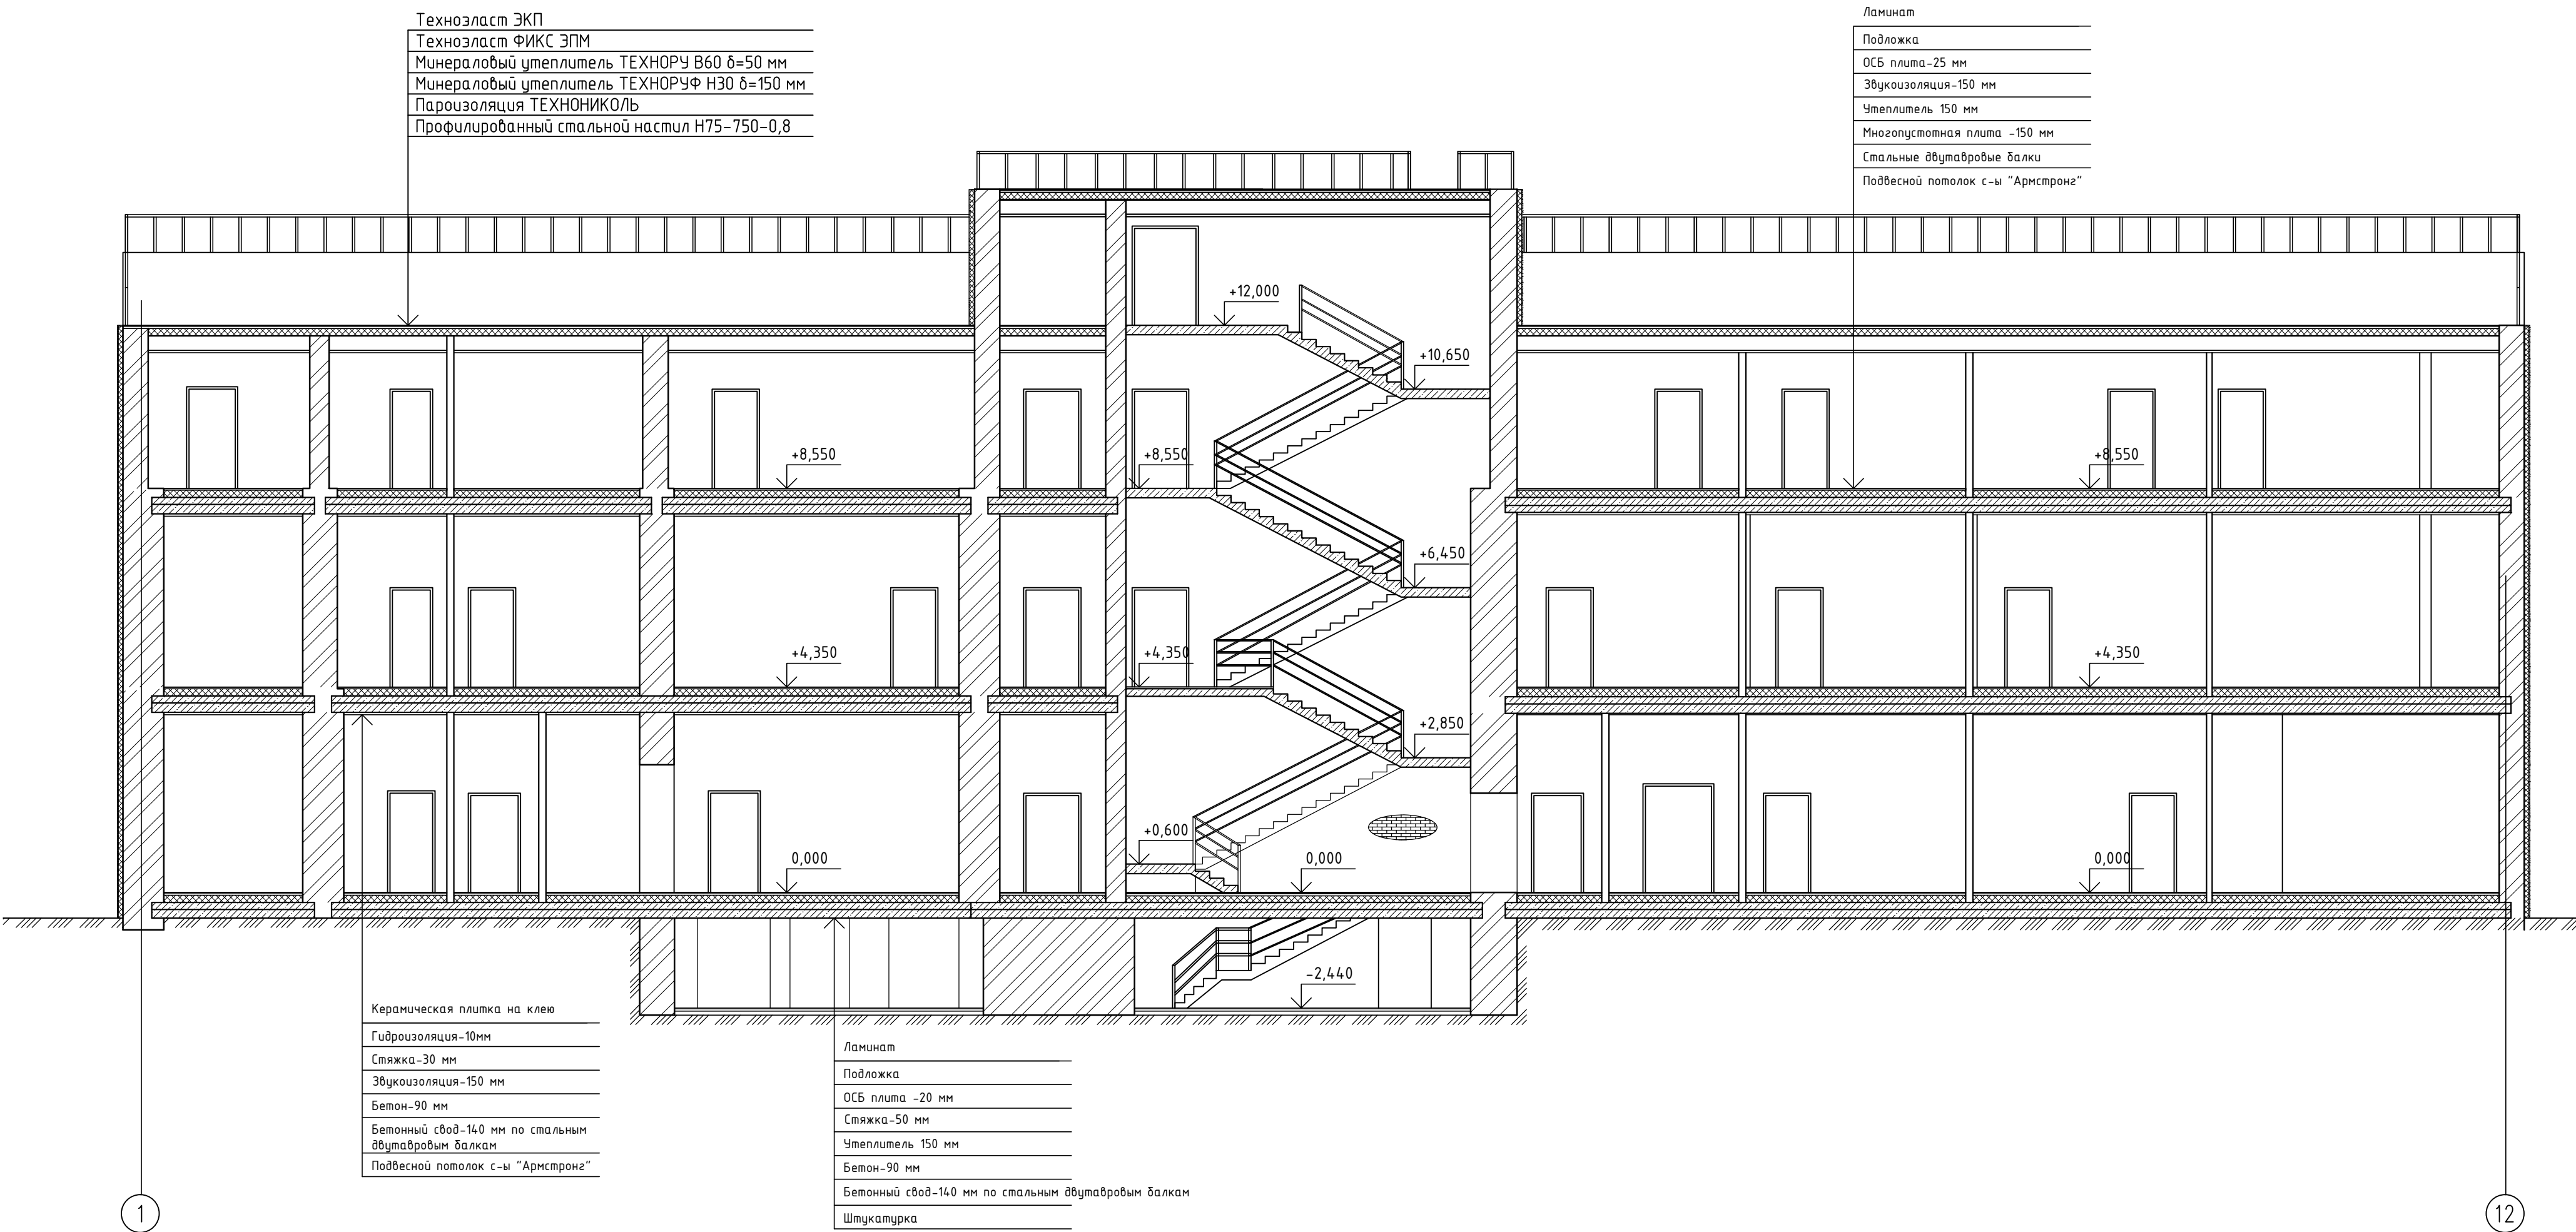 Техноэласт ЭКП
Техноэласт ФИКС ЭПМ
Минераловый утеплитель ТЕХНОРУ В60 δ=50 мм
Минераловый утеплитель ТЕХНОРУФ Н30 δ=150 мм
Пароизоляция ТЕХНОНИКОЛЬ
Профилированный стальной настил Н75-750-0,8
Ламинат
Подложка
ОСБ плита-25 мм
Звукоизоляция-150 мм
Утеплитель 150 мм
Многопустотная плита -150 мм
Стальные двутавровые балки
Подвесной потолок с-ы "Армстронг"
+12,000
+10,650
+8,550
+8,550
+8,550
+6,450
+4,350
+4,350
+4,350
+2,850
+0,600
0,000
0,000
0,000
-2,440
Керамическая плитка на клею
Гидроизоляция-10мм
Стяжка-30 мм
Звукоизоляция-150 мм
Бетон-90 мм
Бетонный свод-140 мм по стальным
двутавровым балкам
Подвесной потолок с-ы "Армстронг"
Ламинат
Подложка
ОСБ плита -20 мм
Стяжка-50 мм
Утеплитель 150 мм
Бетон-90 мм
Бетонный свод-140 мм по стальным двутавровым балкам
Штукатурка
1
12